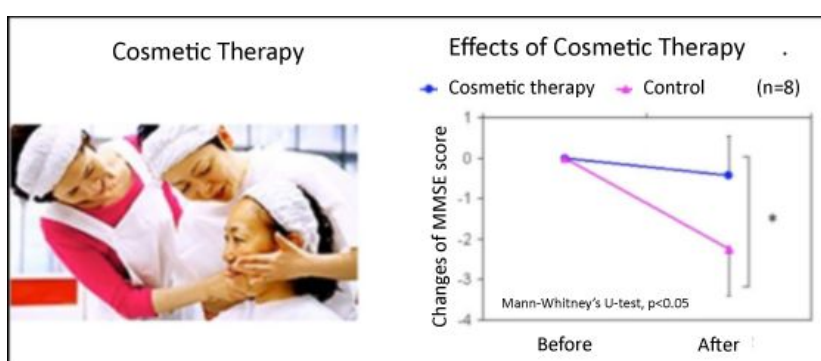 Cosmetic Therapy
Effects of Cosmetic Therapy .
Cosmetic therapy Control (n=8)
Changes of MMSE score
1
0
-1
-2
-3
-4
*
Mann-Whitney's U-test, p<0.05
Before After